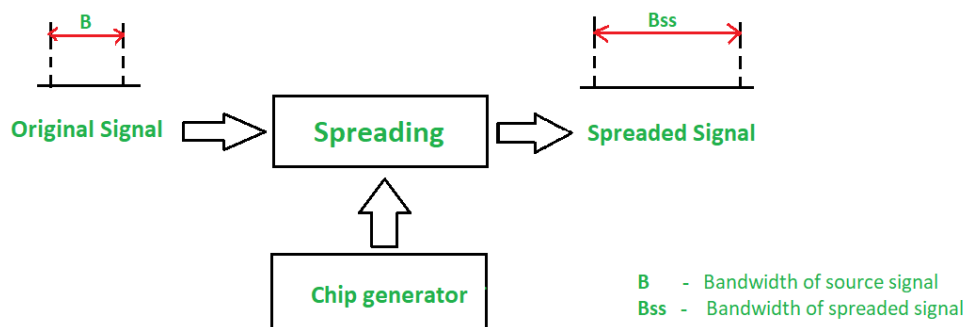 B
Bss
Original Signal
Spreading
Spreaded Signal
Chip generator
B - Bandwidth of source signal
Bss - Bandwidth of spreaded signal